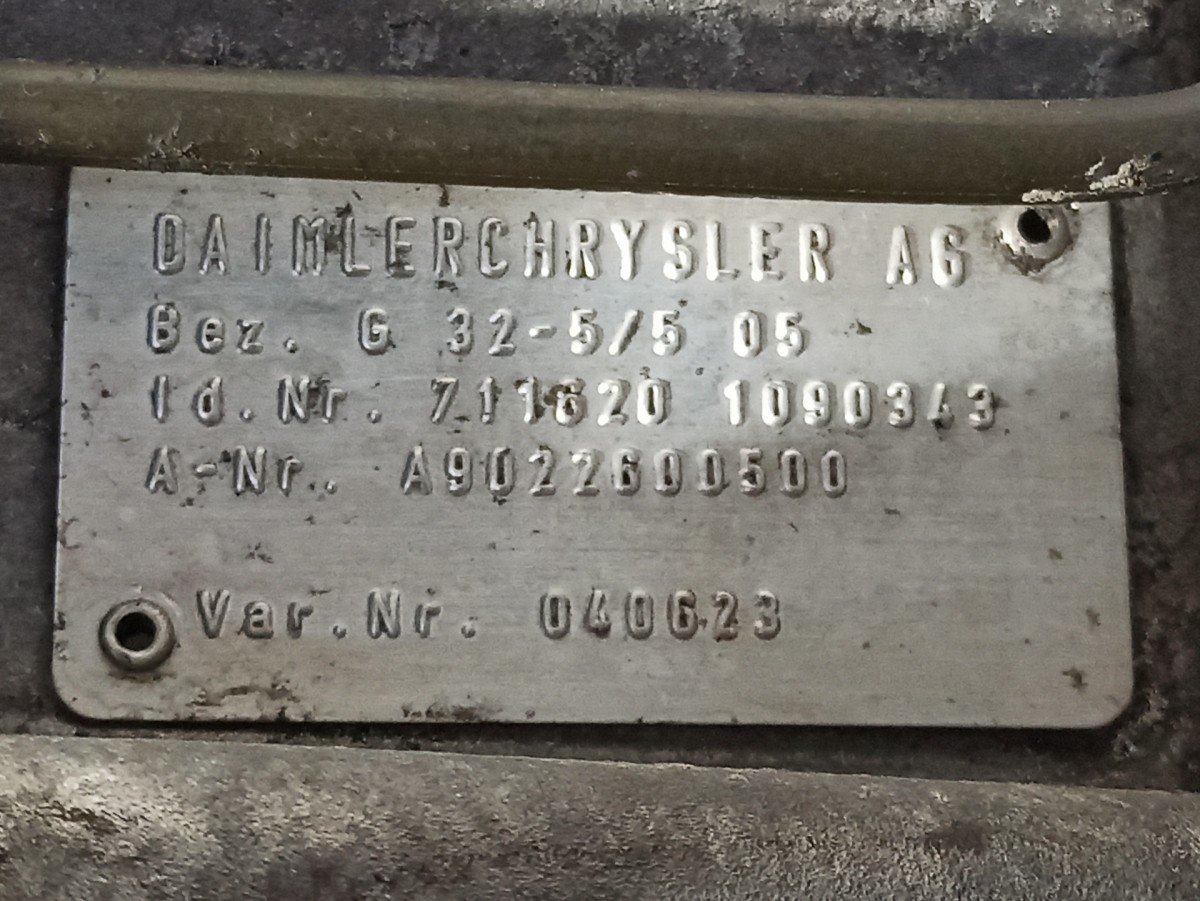 DAIMLERCHRYSLER AG
Bez. G 32-5/5 05
Id.Nr. 711620 1090343
A-Nr. A9022600500
Var.Nr. 040623